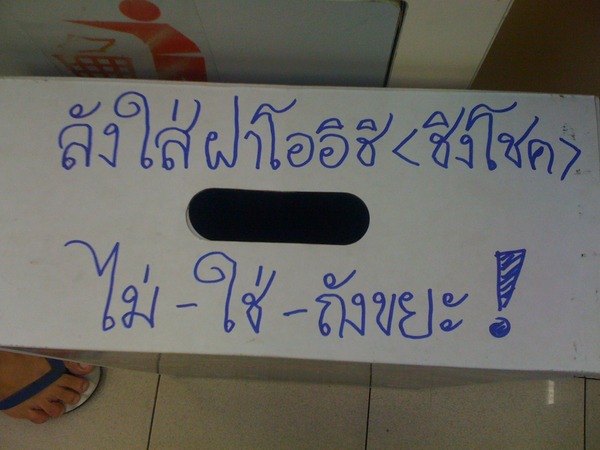 ลังใส่ฝาโออิชิ <ชิงโชค>
ไม่ - ใช่ - ถังขยะ !